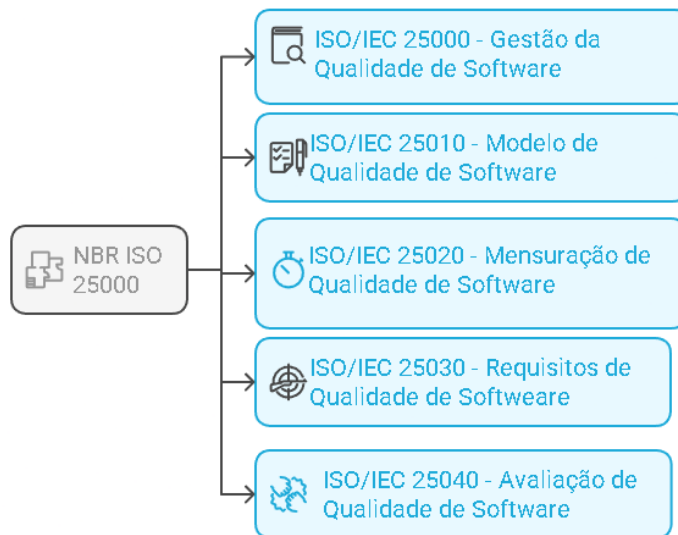 ISO/IEC 25000 - Gestão da
Qualidade de Software
ISO/IEC 25010 - Modelo de
Qualidade de Software
NBR ISO
25000
ISO/IEC 25020 - Mensuração de
Qualidade de Software
ISO/IEC 25030 - Requisitos de
Qualidade de Softweare
ISO/IEC 25040 - Avaliação de
Qualidade de Software